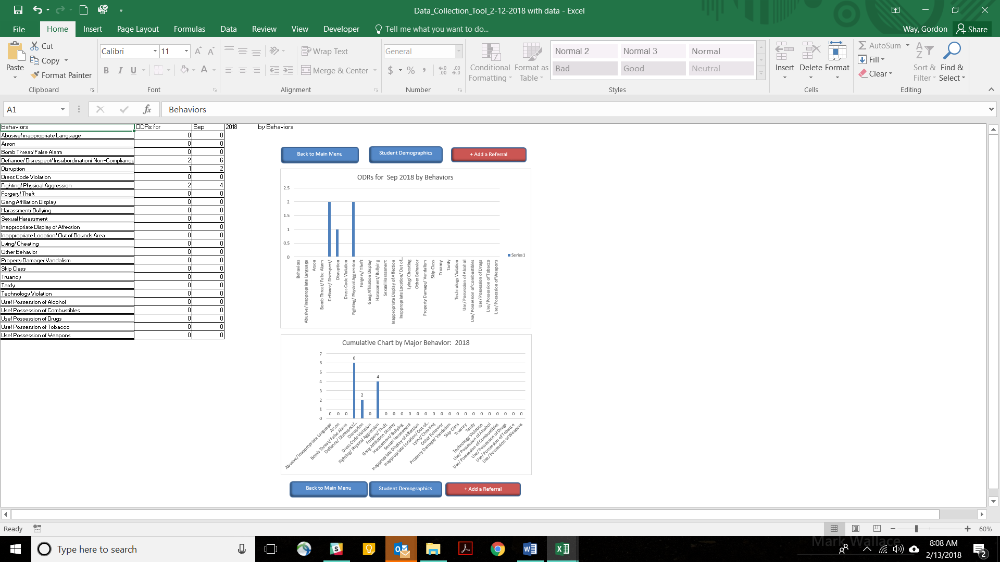 Data_Collection_Tool_2-12-2018 with data - Excel
File Home Insert Page Layout Formulas Data Review View Developer Tell me what you want to do... Way, Gordon Share
Paste
Cut
Copy
Format Painter
Clipboard
Calibri 11
B I U
Font
Wrap Text
Merge & Center
Alignment
General
$ % ,
Number
Conditional Formatting
Format as Table
Normal 2 Normal 3 Normal
Bad Good Neutral
Styles
Insert Delete Format
Cells
AutoSum
Fill
Clear
Sort & Filter
Find & Select
Editing
A1 fx Behaviors
Behaviors ODRs for Sep 2018 by Behaviors
Abusive/ inappropriate Language 0 0
Arson 0 0
Bomb Threat/ False Alarm 0 0
Defiance/ Disrespect/ Insubordination/ Non-Compliance 2 6
Disruption 1 2
Dress Code Violation 0 0
Fighting/ Physical Aggression 2 4
Forgery/ Theft 0 0
Gang Affiliation Display 0 0
Harassment/ Bullying 0 0
Sexual Harassment 0 0
Inappropriate Display of Affection 0 0
Inappropriate Location/ Out of Bounds Area 0 0
Lying/ Cheating 0 0
Other Behavior 0 0
Property Damage/ Vandalism 0 0
Skip Class 0 0
Truancy 0 0
Tardy 0 0
Technology Violation 0 0
Use/ Possession of Alcohol 0 0
Use/ Possession of Combustibles 0 0
Use/ Possession of Drugs 0 0
Use/ Possession of Tobacco 0 0
Use/ Possession of Weapons 0 0
Back to Main Menu Student Demographics + Add a Referral
ODRs for Sep 2018 by Behaviors
2.5
2
1.5
1
0.5
0
Series1
Behaviors
Abusive/ inappropriate Language
Arson
Bomb Threat/ False Alarm
Defiance/ Disrespect/...
Disruption
Dress Code Violation
Fighting/ Physical Aggression
Forgery/ Theft
Gang Affiliation Display
Harassment/ Bullying
Sexual Harassment
Inappropriate Display of Affection
Inappropriate Location/ Out of...
Lying/ Cheating
Other Behavior
Property Damage/ Vandalism
Skip Class
Truancy
Tardy
Technology Violation
Use/ Possession of Alcohol
Use/ Possession of Combustibles
Use/ Possession of Drugs
Use/ Possession of Tobacco
Use/ Possession of Weapons
Cumulative Chart by Major Behavior: 2018
7
6
5
4
3
2
1
0
0 0 0 6 2 0 4 0 0 0 0 0 0 0 0 0 0 0 0 0 0 0 0 0 0
Abusive/ inappropriate Language
Arson
Bomb Threat/ False Alarm
Defiance/ Disrespect/...
Disruption
Dress Code Violation
Fighting/ Physical Aggression
Forgery/ Theft
Gang Affiliation Display
Harassment/ Bullying
Sexual Harassment
Inappropriate Display of Affection
Inappropriate Location/ Out of...
Lying/ Cheating
Other Behavior
Property Damage/ Vandalism
Skip Class
Truancy
Tardy
Technology Violation
Use/ Possession of Alcohol
Use/ Possession of Combustibles
Use/ Possession of Drugs
Use/ Possession of Tobacco
Use/ Possession of Weapons
Back to Main Menu Student Demographics + Add a Referral
Ready 60%
Type here to search
Mark Wallace
8:08 AM
2/13/2018
2